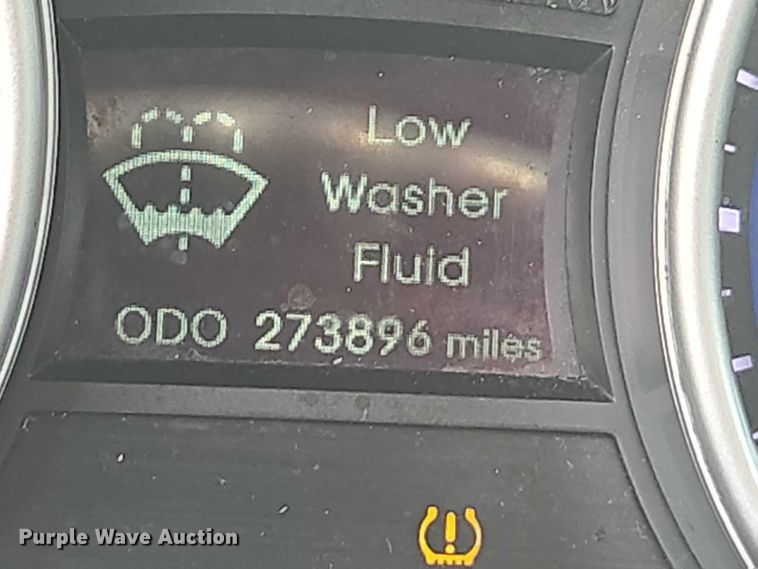 Low
Washer
Fluid
ODO 273896 miles
Purple Wave Auction